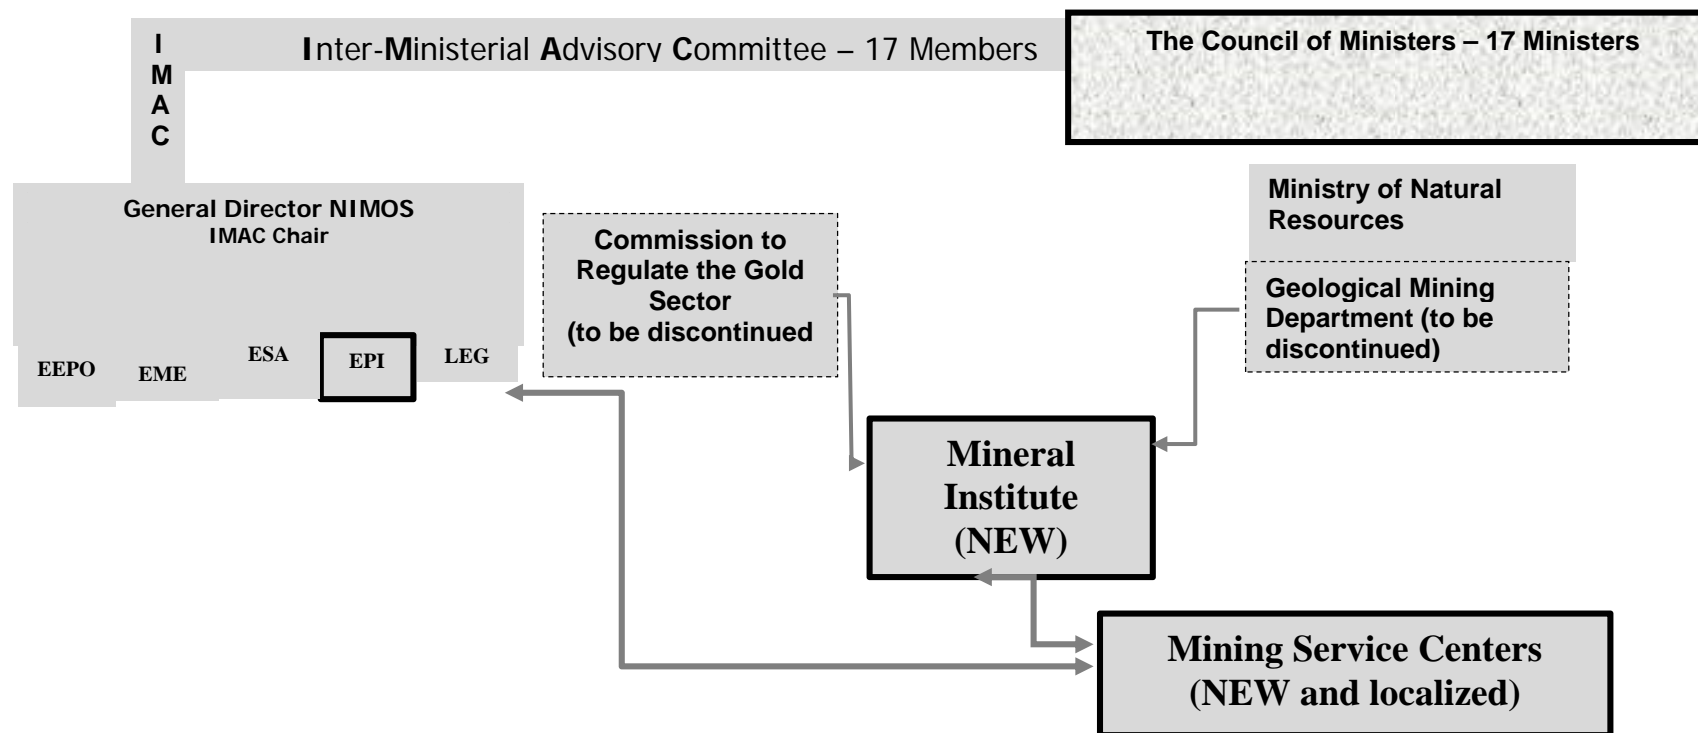 I
M
A
C
Inter-Ministerial Advisory Committee – 17 Members
The Council of Ministers – 17 Ministers
General Director NIMOS
IMAC Chair
Commission to
Regulate the Gold
Sector
(to be discontinued
Ministry of Natural
Resources
Geological Mining
Department (to be
discontinued)
EEPO
EME
ESA
EPI
LEG
Mineral
Institute
(NEW)
Mining Service Centers
(NEW and localized)